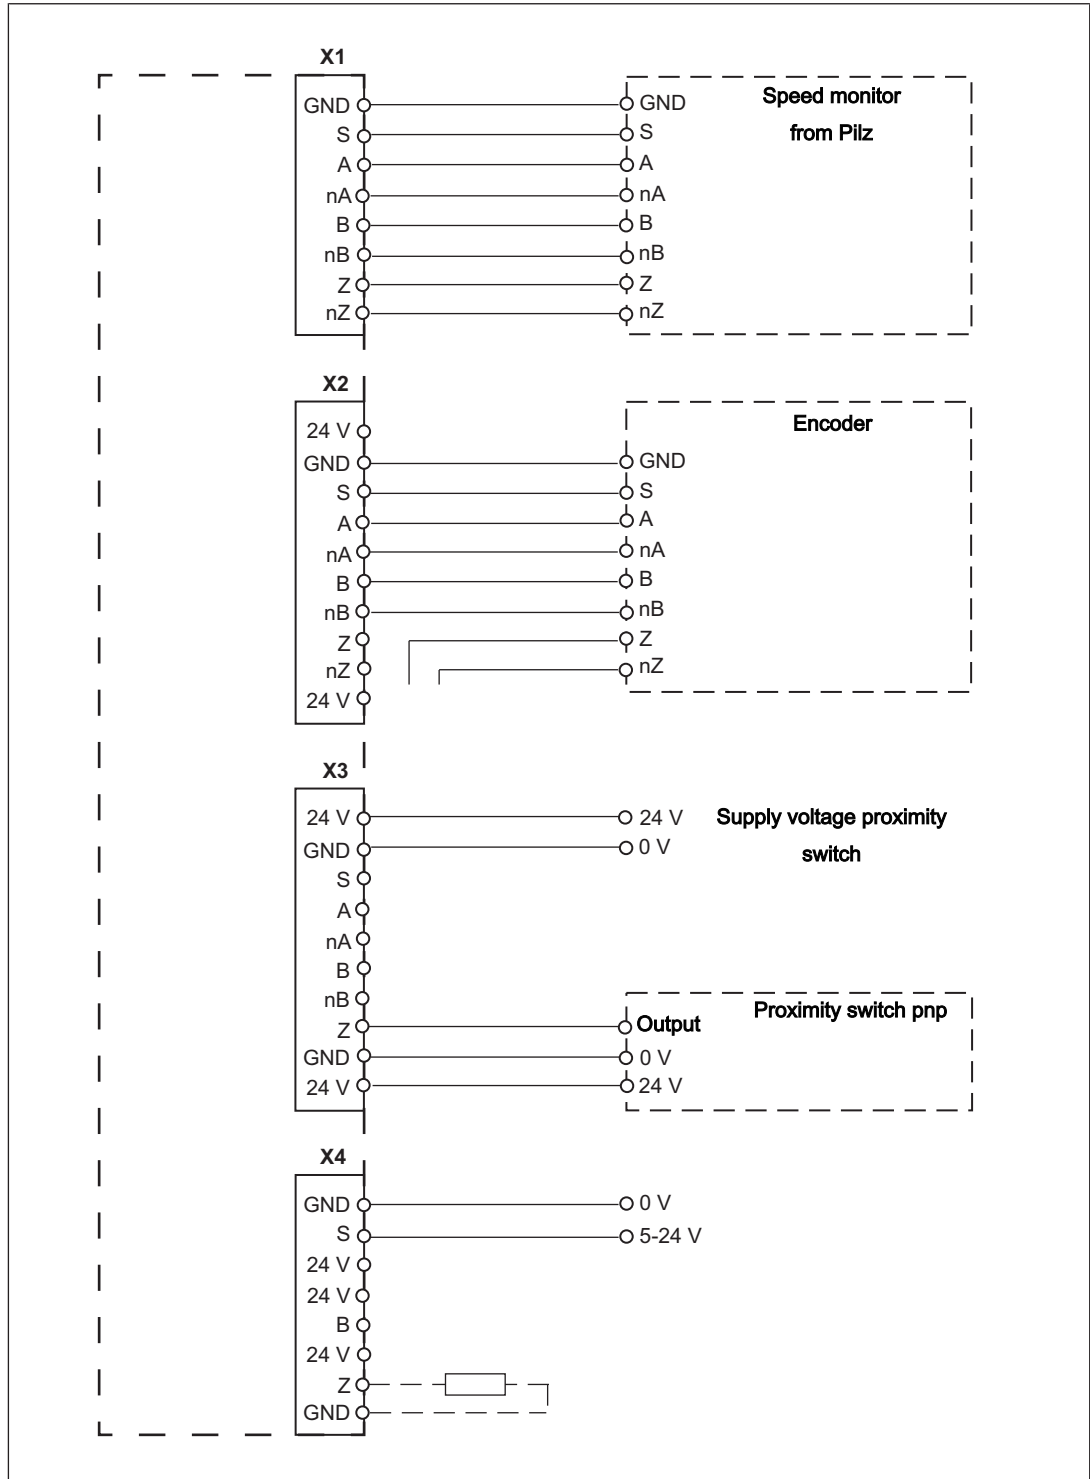 X1
GND GND Speed monitor
S S from Pilz
A A
nA nA
B B
nB nB
Z Z
nZ nZ
X2
24 V Encoder
GND GND
S S
A A
nA nA
B B
nB nB
Z Z
nZ nZ
24 V
X3
24 V 24 V Supply voltage proximity
GND 0 V switch
S
A
nA
B
nB Proximity switch pnp
Z Output
GND 0 V
24 V 24 V
X4
GND 0 V
S 5-24 V
24 V
24 V
B
24 V
Z
GND